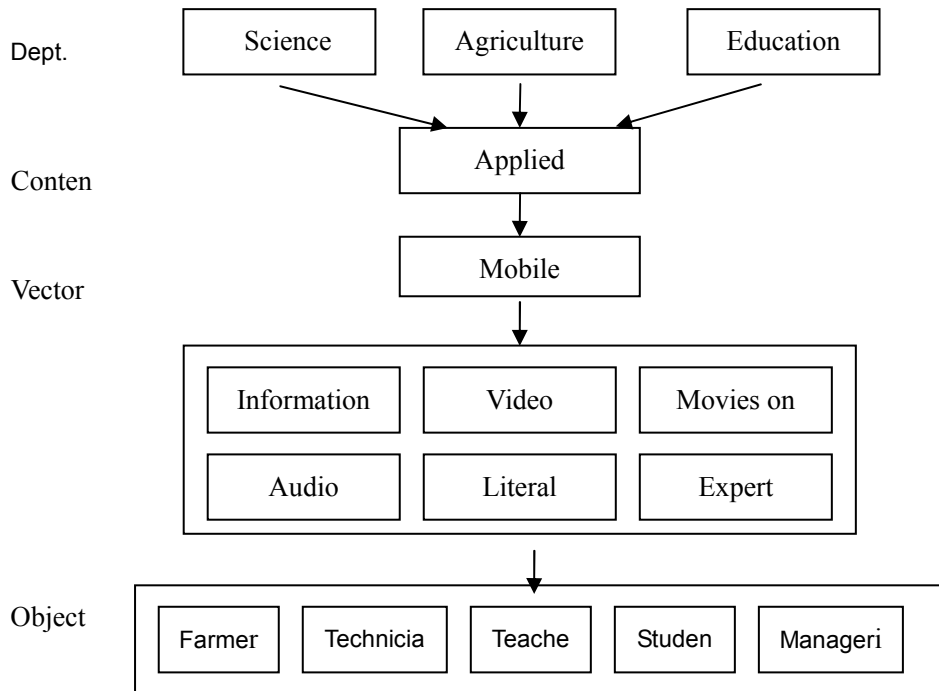 Dept.
Science Agriculture Education
Applied
Conten
Mobile
Vector
Information Video Movies on
Audio Literal Expert
Object
Farmer Technicia Teache Studen Manageri